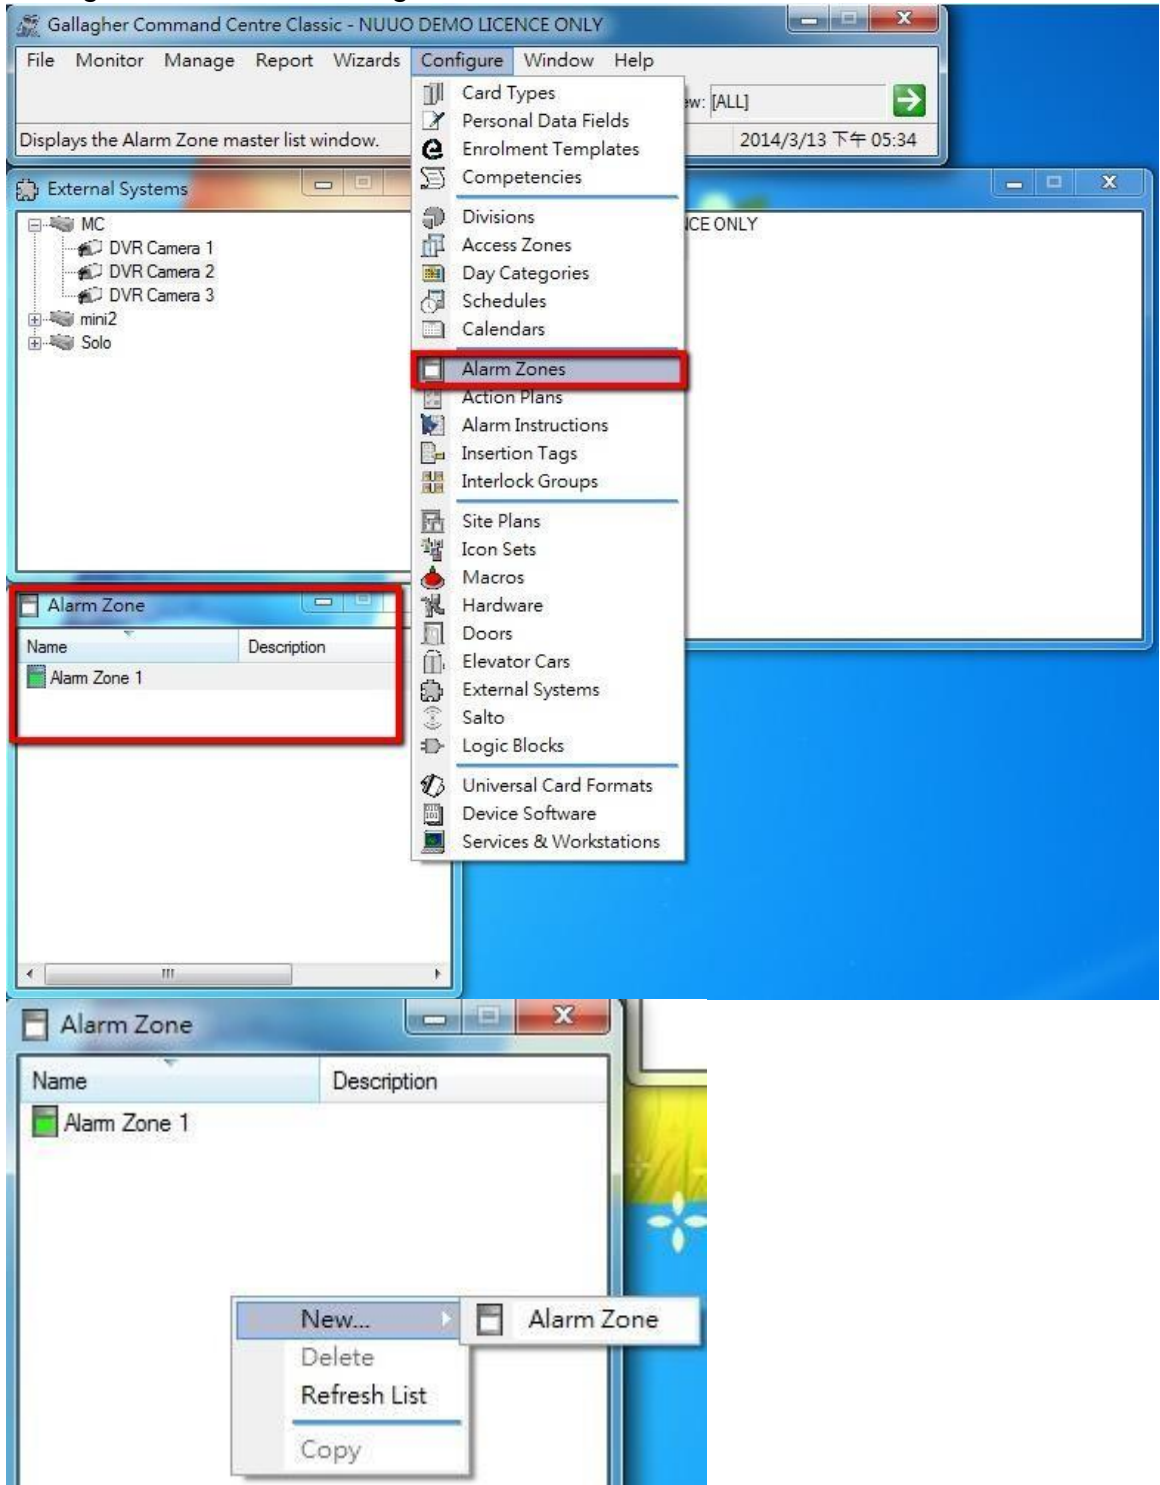 Gallagher Command Centre Classic - NUUO DEMO LICENCE ONLY
File Monitor Manage Report Wizards Configure Window Help
[ALL]
Displays the Alarm Zone master list window.
2014/3/13 下午 05:34
Card Types
Personal Data Fields
Enrolment Templates
Competencies
Divisions
Access Zones
Day Categories
Schedules
Calendars
Alarm Zones
Action Plans
Alarm Instructions
Insertion Tags
Interlock Groups
Site Plans
Icon Sets
Macros
Hardware
Doors
Elevator Cars
External Systems
Salto
Logic Blocks
Universal Card Formats
Device Software
Services & Workstations
External Systems
MC
DVR Camera 1
DVR Camera 2
DVR Camera 3
mini2
Solo
ICE ONLY
Alarm Zone
Name Description
Alarm Zone 1
Alarm Zone
Name Description
Alarm Zone 1
New... Alarm Zone
Delete
Refresh List
Copy